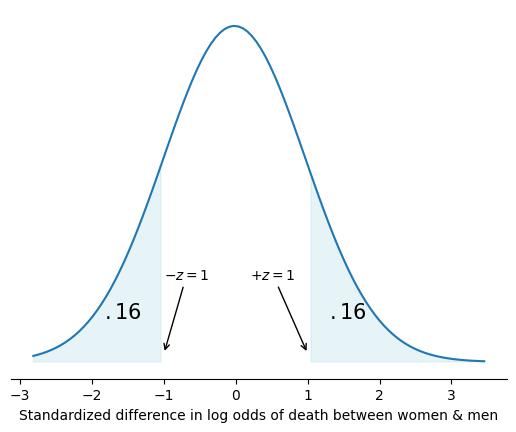 −z = 1 +z = 1
.16 .16
−3 −2 −1 0 1 2 3
Standardized difference in log odds of death between women & men